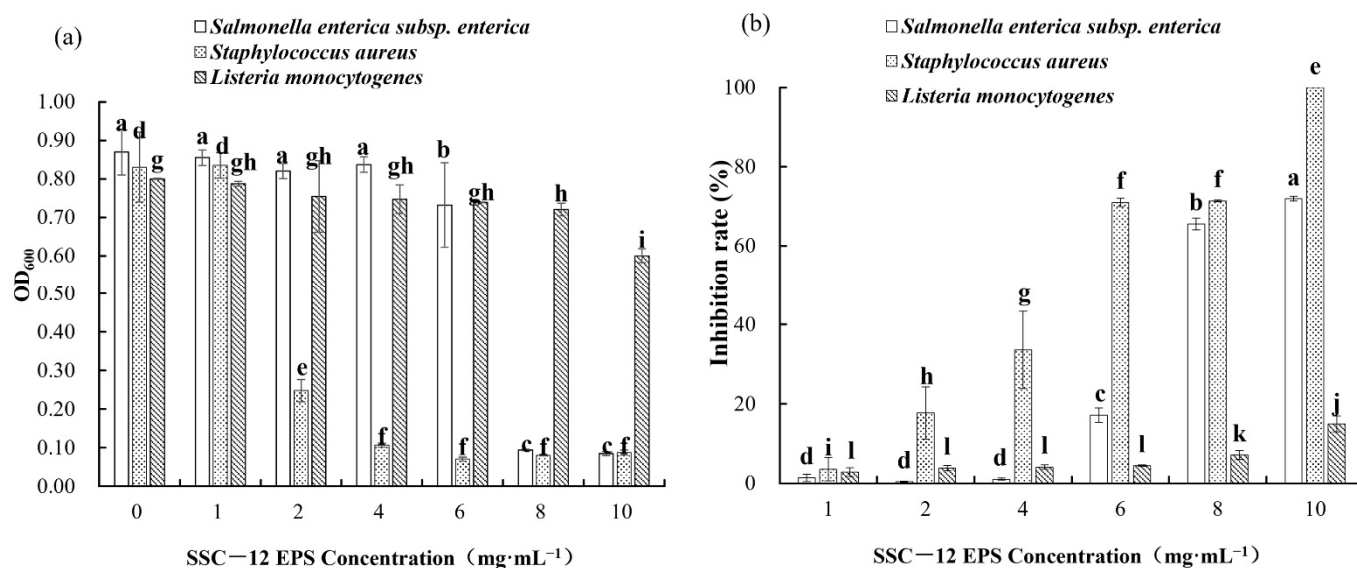 (a)
Salmonella enterica subsp. enterica
Staphylococcus aureus
Listeria monocytogenes
1.00
0.90
0.80
0.70
0.60
0.50
0.40
0.30
0.20
0.10
0.00
OD600
a d g
a d gh
a e gh
a f gh
b f gh
c f h
c f i
0 1 2 4 6 8 10
SSC—12 EPS Concentration（mg·mL−1）
(b)
Salmonella enterica subsp. enterica
Staphylococcus aureus
Listeria monocytogenes
100
80
60
40
20
0
Inhibition rate (%)
d i l
d h l
d g l
c f l
b f k
a e j
1 2 4 6 8 10
SSC—12 EPS Concentration（mg·mL−1）